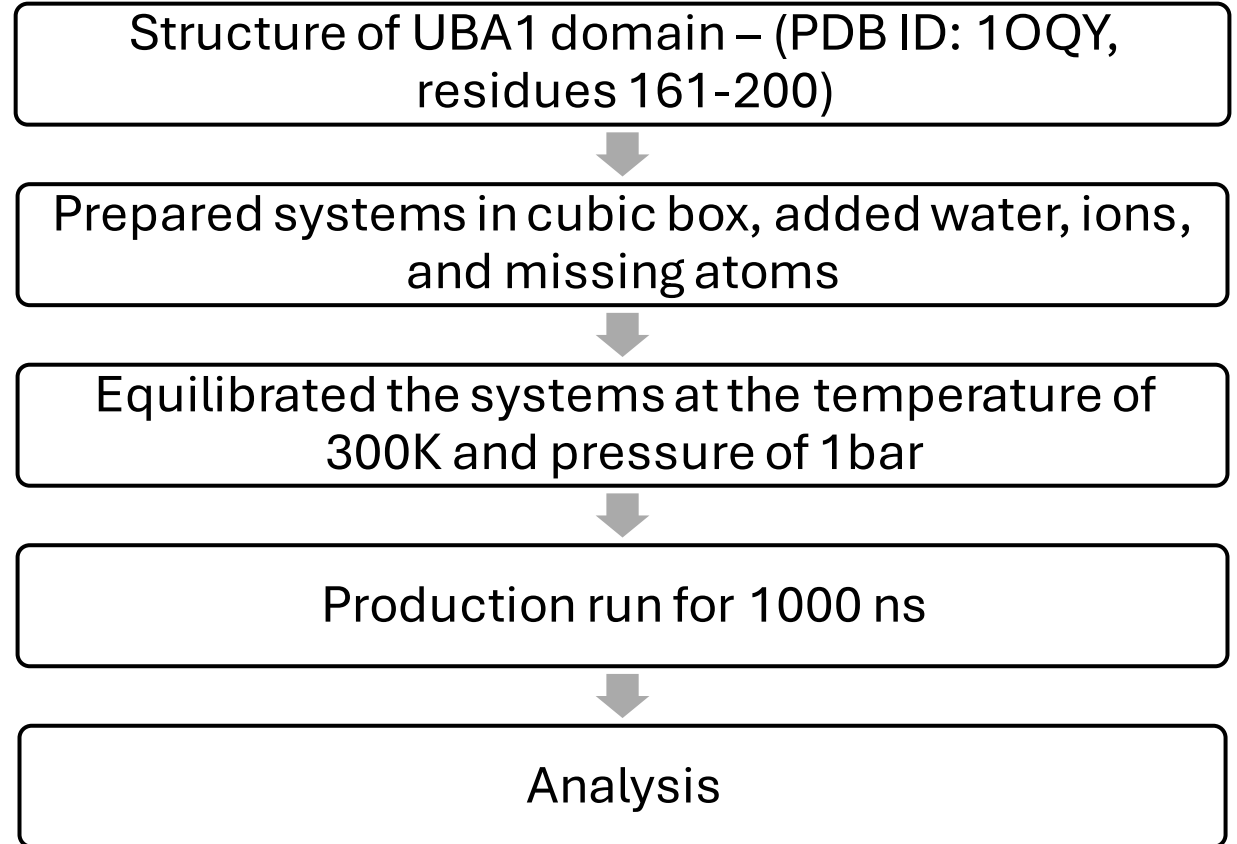 Structure of UBA1 domain – (PDB ID: 1OQY,
residues 161-200)
Prepared systems in cubic box, added water, ions,
and missing atoms
Equilibrated the systems at the temperature of
300K and pressure of 1bar
Production run for 1000 ns
Analysis